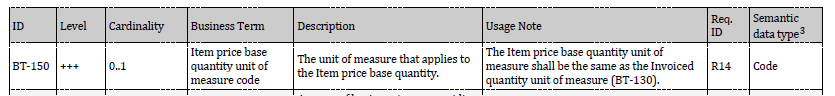 ID Level Cardinality Business Term Description Usage Note Req. ID Semantic data type3
BT-150 +++ 0..1 Item price base quantity unit of measure code The unit of measure that applies to the Item price base quantity. The Item price base quantity unit of measure shall be the same as the Invoiced quantity unit of measure (BT-130). R14 Code